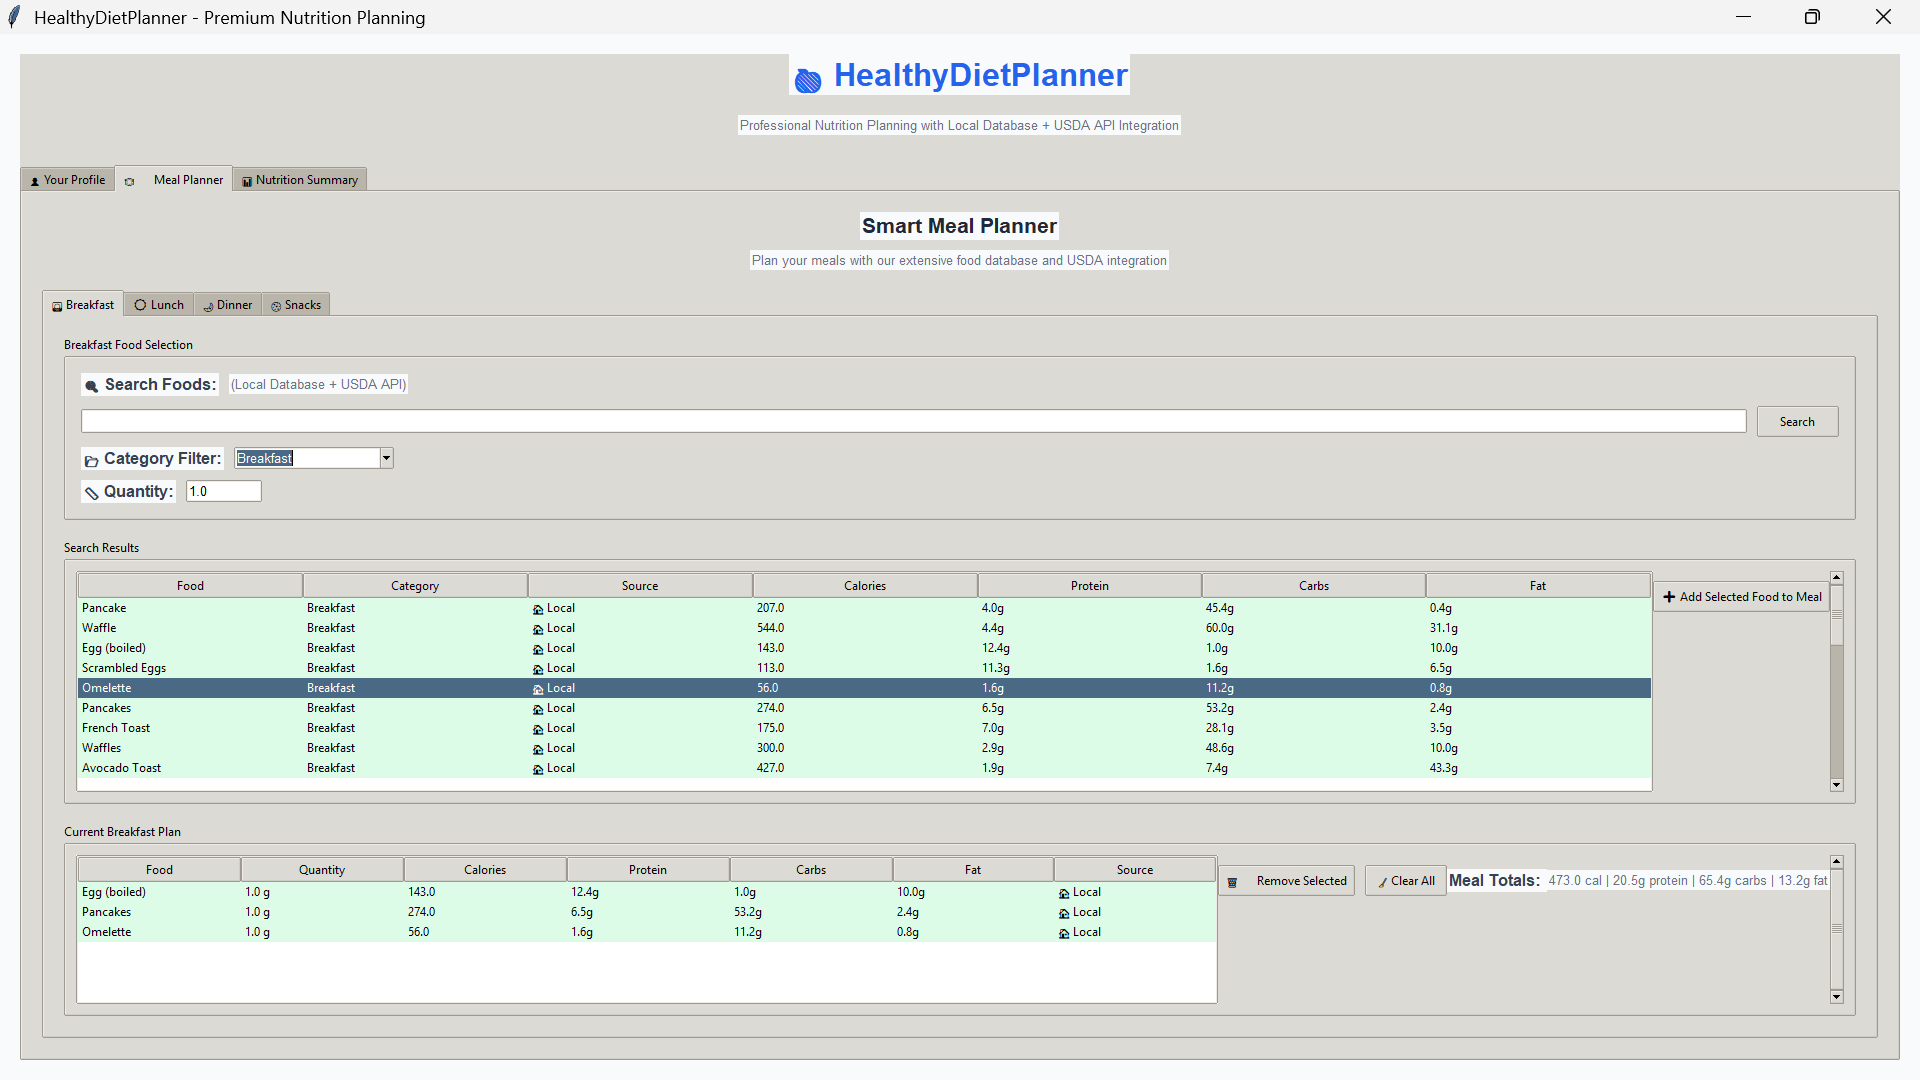 HealthyDietPlanner - Premium Nutrition Planning
HealthyDietPlanner
Professional Nutrition Planning with Local Database + USDA API Integration
Your Profile Meal Planner Nutrition Summary
Smart Meal Planner
Plan your meals with our extensive food database and USDA integration
Breakfast Lunch Dinner Snacks
Breakfast Food Selection
Search Foods: (Local Database + USDA API)
Search
Category Filter: Breakfast
Quantity: 1.0
Search Results
Food Category Source Calories Protein Carbs Fat
Add Selected Food to Meal
Pancake Breakfast Local 207.0 4.0g 45.4g 0.4g
Waffle Breakfast Local 544.0 4.4g 60.0g 31.1g
Egg (boiled) Breakfast Local 143.0 12.4g 1.0g 10.0g
Scrambled Eggs Breakfast Local 113.0 11.3g 1.6g 6.5g
Omelette Breakfast Local 56.0 1.6g 11.2g 0.8g
Pancakes Breakfast Local 274.0 6.5g 53.2g 2.4g
French Toast Breakfast Local 175.0 7.0g 28.1g 3.5g
Waffles Breakfast Local 300.0 2.9g 48.6g 10.0g
Avocado Toast Breakfast Local 427.0 1.9g 7.4g 43.3g
Current Breakfast Plan
Food Quantity Calories Protein Carbs Fat Source
Remove Selected Clear All Meal Totals: 473.0 cal | 20.5g protein | 65.4g carbs | 13.2g fat
Egg (boiled) 1.0 g 143.0 12.4g 1.0g 10.0g Local
Pancakes 1.0 g 274.0 6.5g 53.2g 2.4g Local
Omelette 1.0 g 56.0 1.6g 11.2g 0.8g Local